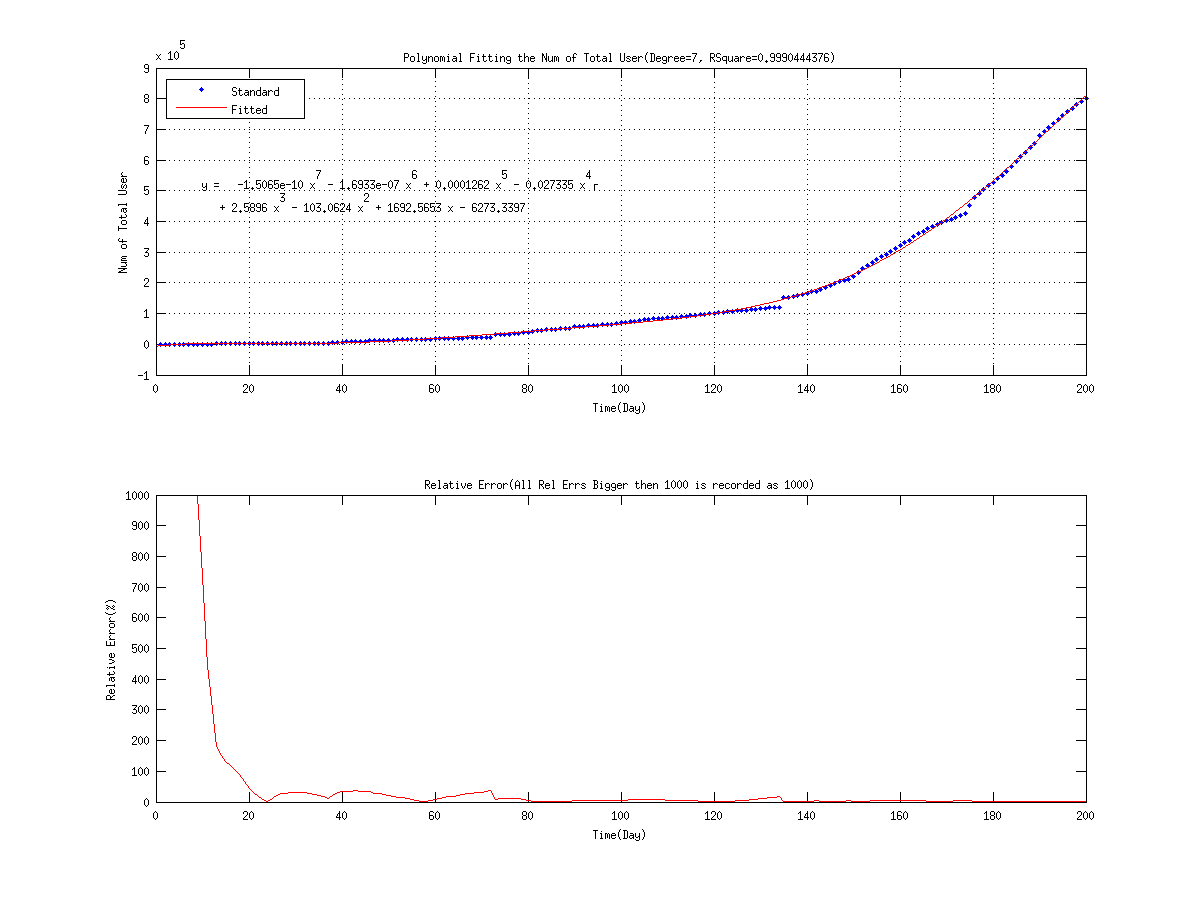 x 10 5
Polynomial Fitting the Num of Total User(Degree=7, RSquare=0.9990444376)
9
8
7
6
5
4
3
2
1
0
-1
Num of Total User
Standard
Fitted
y = -1.5065e-10 x^7 - 1.6933e-07 x^6 + 0.0001262 x^5 - 0.027335 x^4 r
+ 2.5896 x^3 - 103.0624 x^2 + 1692.5653 x - 6273.3397
0 20 40 60 80 100 120 140 160 180 200
Time(Day)
Relative Error(All Rel Errs Bigger then 1000 is recorded as 1000)
1000
900
800
700
600
500
400
300
200
100
0
Relative Error(%)
0 20 40 60 80 100 120 140 160 180 200
Time(Day)